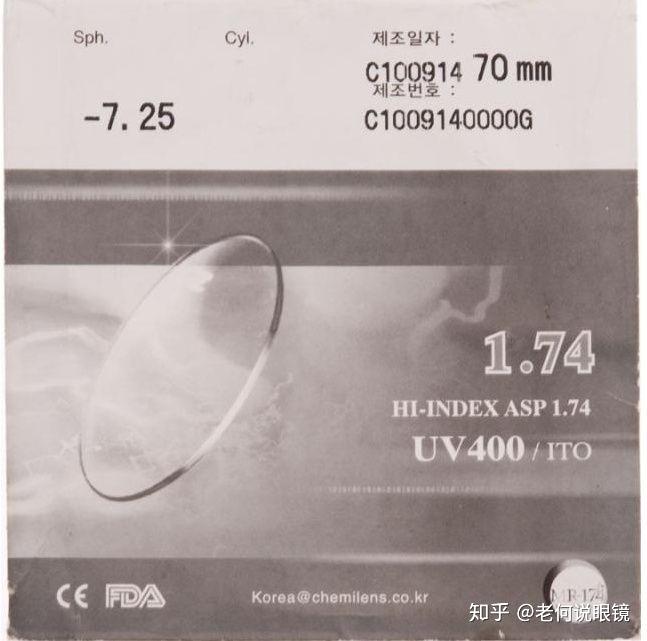 Sph.
Cyl.
제조일자 :
C100914 70 mm
제조번호 :
-7.25
C1009140000G
1.74
HI-INDEX ASP 1.74
UV400 / ITO
CE FDA
Korea@chemilens.co.kr
MR-174
知乎 @老何说眼镜